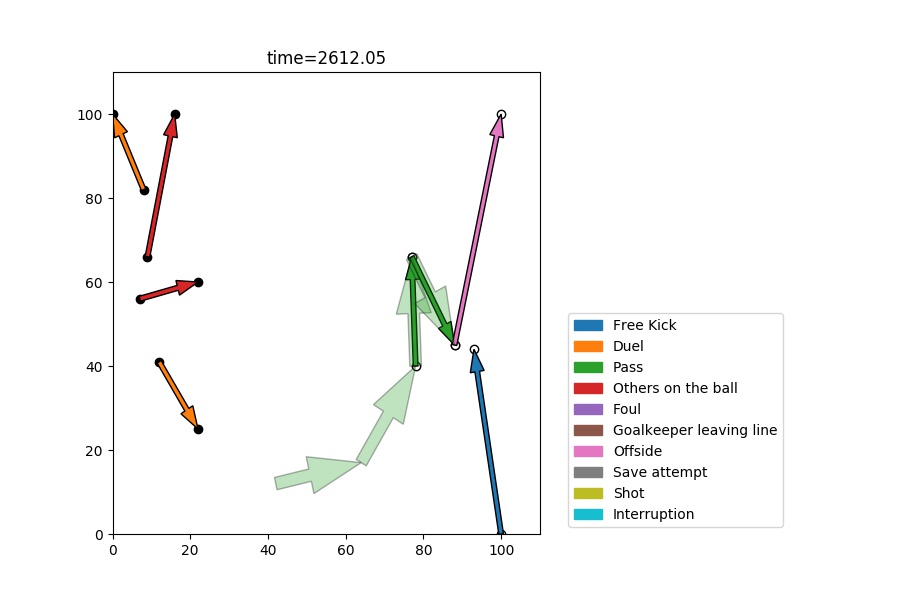 time=2612.05
100
80
60
40
20
0
0 20 40 60 80 100
Free Kick
Duel
Pass
Others on the ball
Foul
Goalkeeper leaving line
Offside
Save attempt
Shot
Interruption